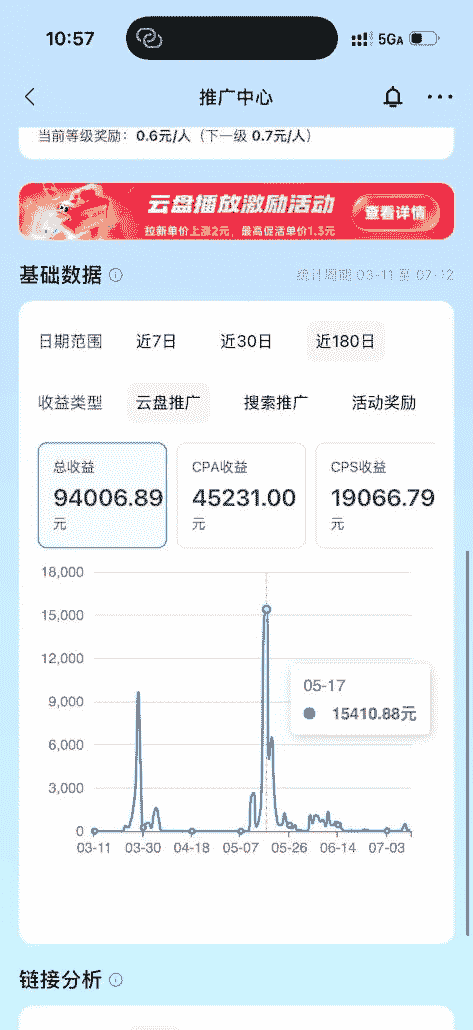 10:57
5GA
推广中心
当前等级奖励：0.6元/人（下一级 0.7元/人）
云盘播放激励活动
拉新单价上涨2元，最高促活单价1.3元
查看详情
基础数据
统计周期 03-11 至 07-12
日期范围 近7日 近30日 近180日
收益类型 云盘推广 搜索推广 活动奖励
总收益 CPA收益 CPS收益
94006.89 45231.00 19066.79
元 元 元
18,000
15,000
12,000
9,000
6,000
3,000
0
05-17
15410.88元
03-11 03-30 04-18 05-07 05-26 06-14 07-03
链接分析